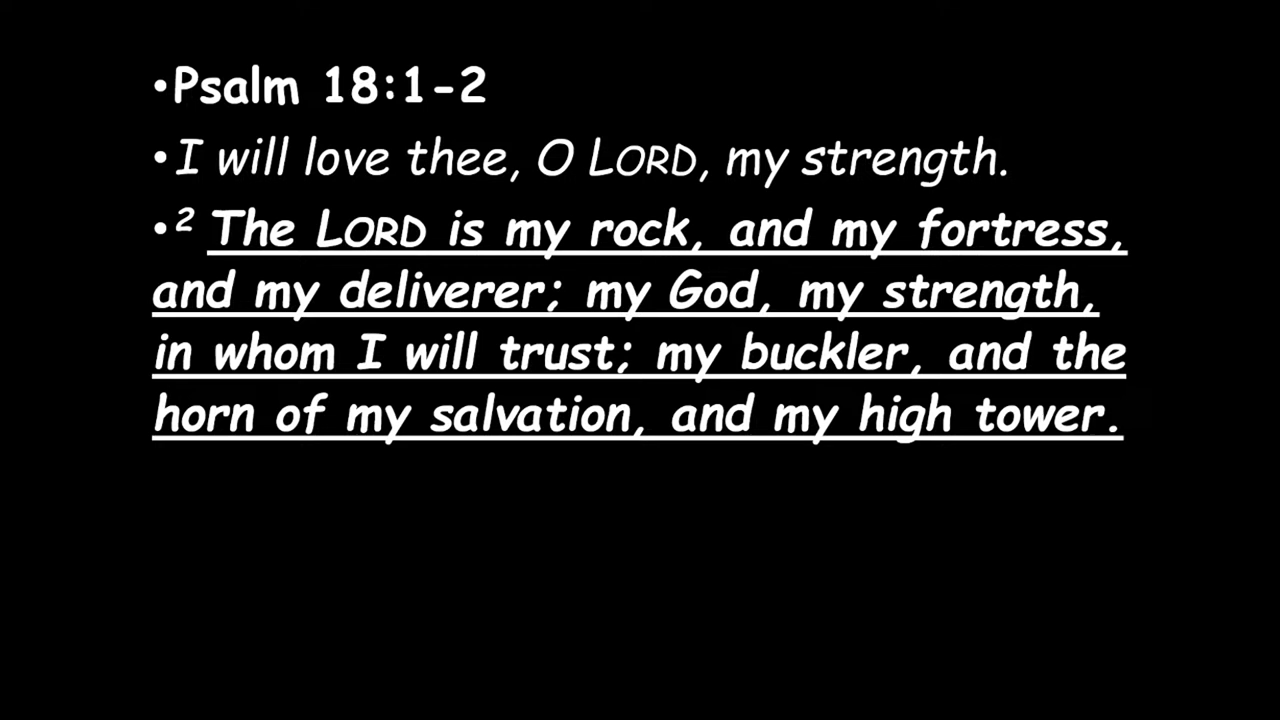 •Psalm 18:1-2
•I will love thee, O LORD, my strength.
•² The LORD is my rock, and my fortress,
and my deliverer; my God, my strength,
in whom I will trust; my buckler, and the
horn of my salvation, and my high tower.